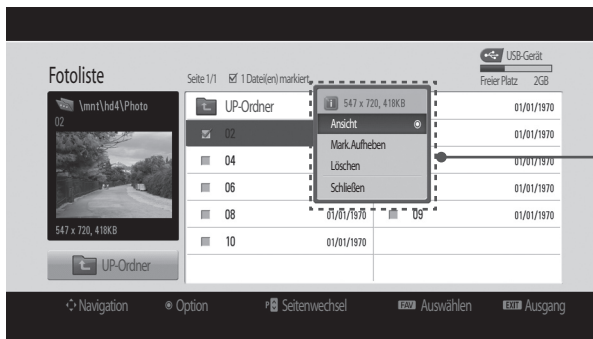 USB-Gerät
Fotoliste
Seite 1/1 1 Datei(en) markiert
Freier Platz 2GB
\mnt\hd4\Photo
02
547 x 720, 418KB
UP-Ordner
UP-Ordner
02
04
06
08 01/01/1970
10 01/01/1970
547 x 720, 418KB
Ansicht
Mark.Aufheben
Löschen
Schließen
01/01/1970
01/01/1970
01/01/1970
01/01/1970
09 01/01/1970
Navigation Option P Seitenwechsel FAV Auswählen EXIT Ausgang